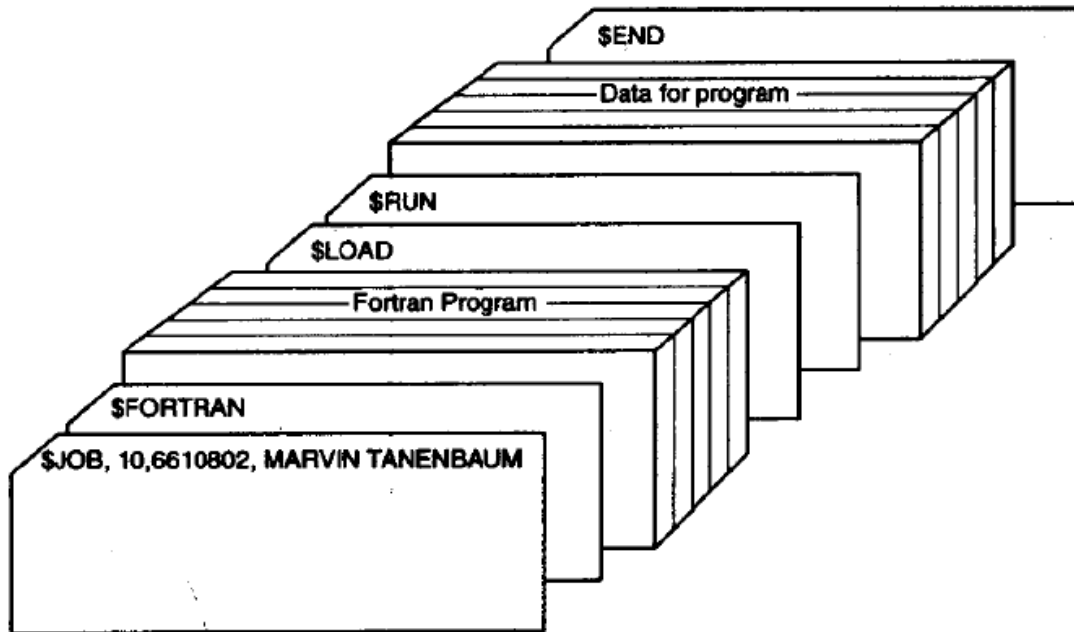 $END
Data for program
$RUN
$LOAD
Fortran Program
$FORTRAN
$JOB, 10,6610802, MARVIN TANENBAUM